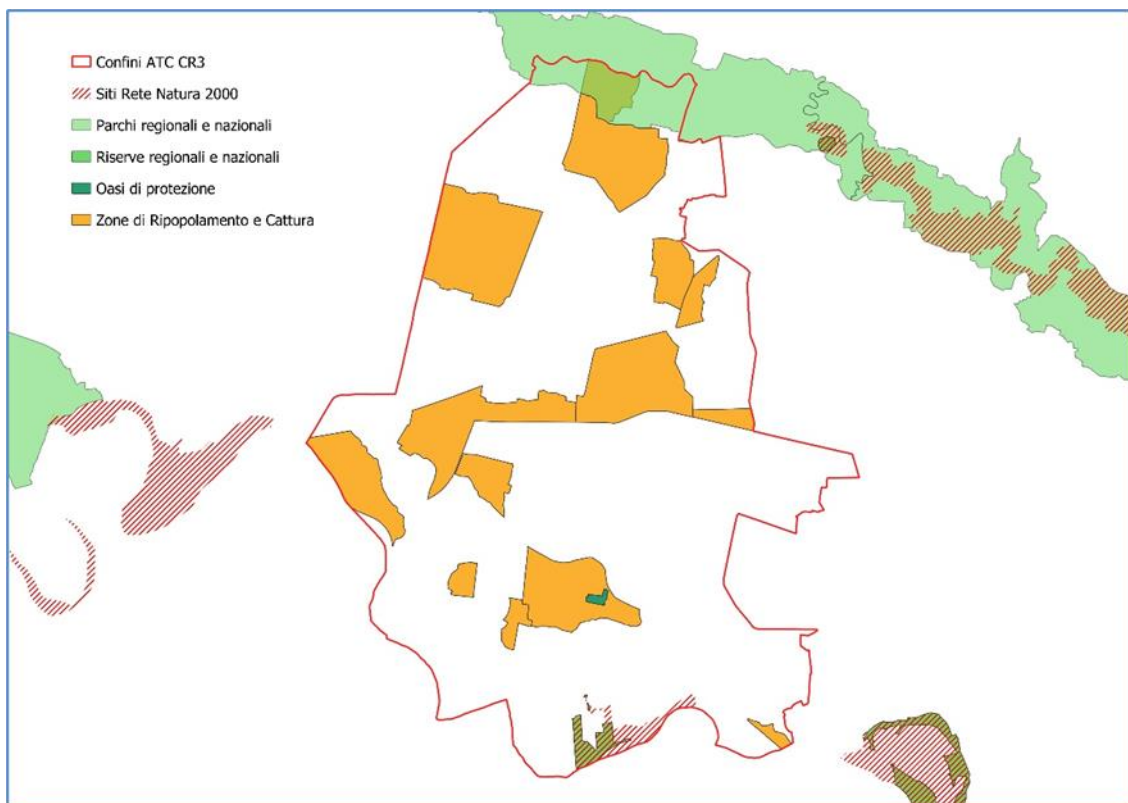 Confini ATC CR3
Siti Rete Natura 2000
Parchi regionali e nazionali
Riserve regionali e nazionali
Oasi di protezione
Zone di Ripopolamento e Cattura